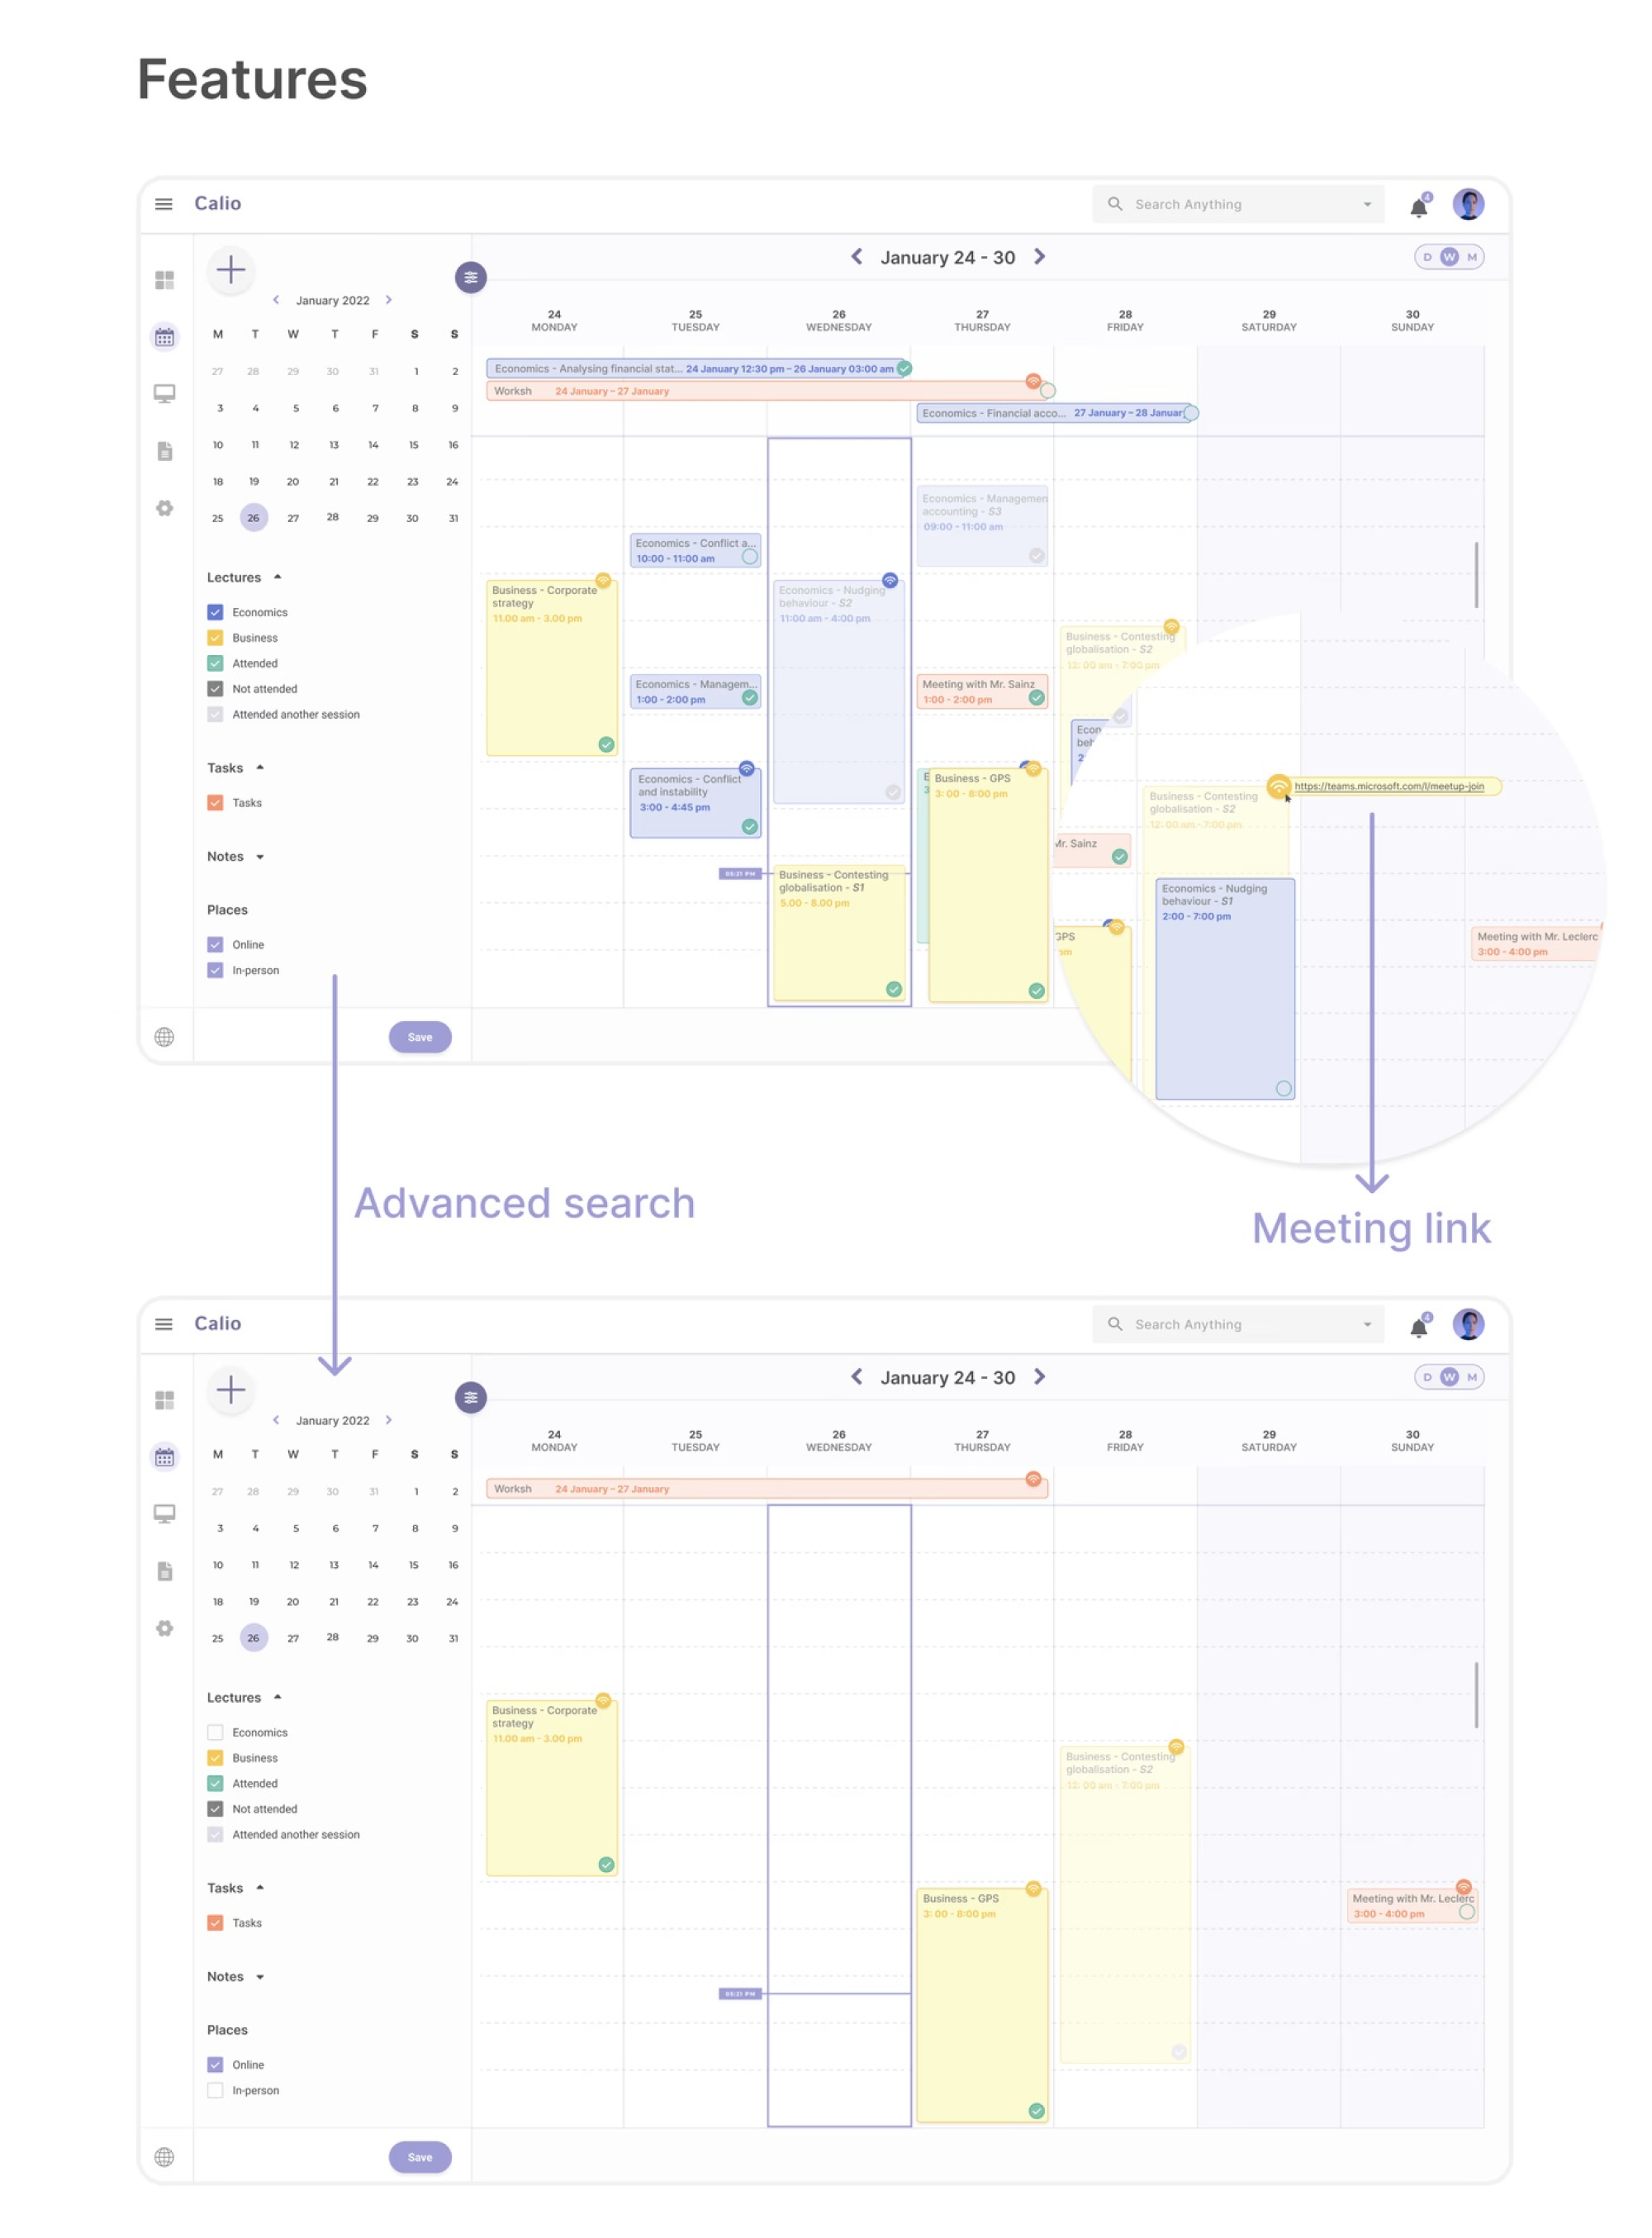 Features
Calio
Search Anything
4
January 24 - 30
D W M
January 2022
M T W T F S S
27 28 29 30 31 1 2
3 4 5 6 7 8 9
10 11 12 13 14 15 16
18 19 20 21 22 23 24
25 26 27 28 29 30 31
Lectures
Economics
Business
Attended
Not attended
Attended another session
Tasks
Tasks
Notes
Places
Online
In-person
Save
24 25 26 27 28 29 30
MONDAY TUESDAY WEDNESDAY THURSDAY FRIDAY SATURDAY SUNDAY
Economics - Analysing financial stat... 24 January 12:30 pm – 26 January 03:00 am
Worksh 24 January – 27 January
Economics - Financial acco... 27 January – 28 Januar
Business - Corporate
strategy
11.00 am - 3.00 pm
Economics - Conflict a...
10:00 - 11:00 am
Economics - Managem...
1:00 - 2:00 pm
Economics - Conflict
and instability
3:00 - 4:45 pm
05:21 PM
Economics - Nudging
behaviour - S2
11:00 am - 4:00 pm
Business - Contesting
globalisation - S1
5.00 - 8.00 pm
Economics - Managemen
accounting - S3
09:00 - 11:00 am
Meeting with Mr. Sainz
1:00 - 2:00 pm
E
3
Business - GPS
3: 00 - 8:00 pm
Business - Contesting
globalisation - S2
12: 00 am - 7:00 pm
Econ
beh
2
https://teams.microsoft.com/l/meetup-join
Business - Contesting
globalisation - S2
12: 00 am - 7:00 pm
Mr. Sainz
GPS
pm
Economics - Nudging
behaviour - S1
2:00 - 7:00 pm
Meeting with Mr. Leclerc
3:00 - 4:00 pm
Advanced search
Meeting link
Calio
Search Anything
4
January 24 - 30
D W M
January 2022
M T W T F S S
27 28 29 30 31 1 2
3 4 5 6 7 8 9
10 11 12 13 14 15 16
18 19 20 21 22 23 24
25 26 27 28 29 30 31
Lectures
Economics
Business
Attended
Not attended
Attended another session
Tasks
Tasks
Notes
Places
Online
In-person
Save
24 25 26 27 28 29 30
MONDAY TUESDAY WEDNESDAY THURSDAY FRIDAY SATURDAY SUNDAY
Worksh 24 January – 27 January
Business - Corporate
strategy
11.00 am - 3.00 pm
05:21 PM
Business - GPS
3: 00 - 8:00 pm
Business - Contesting
globalisation - S2
12: 00 am - 7:00 pm
Meeting with Mr. Leclerc
3:00 - 4:00 pm